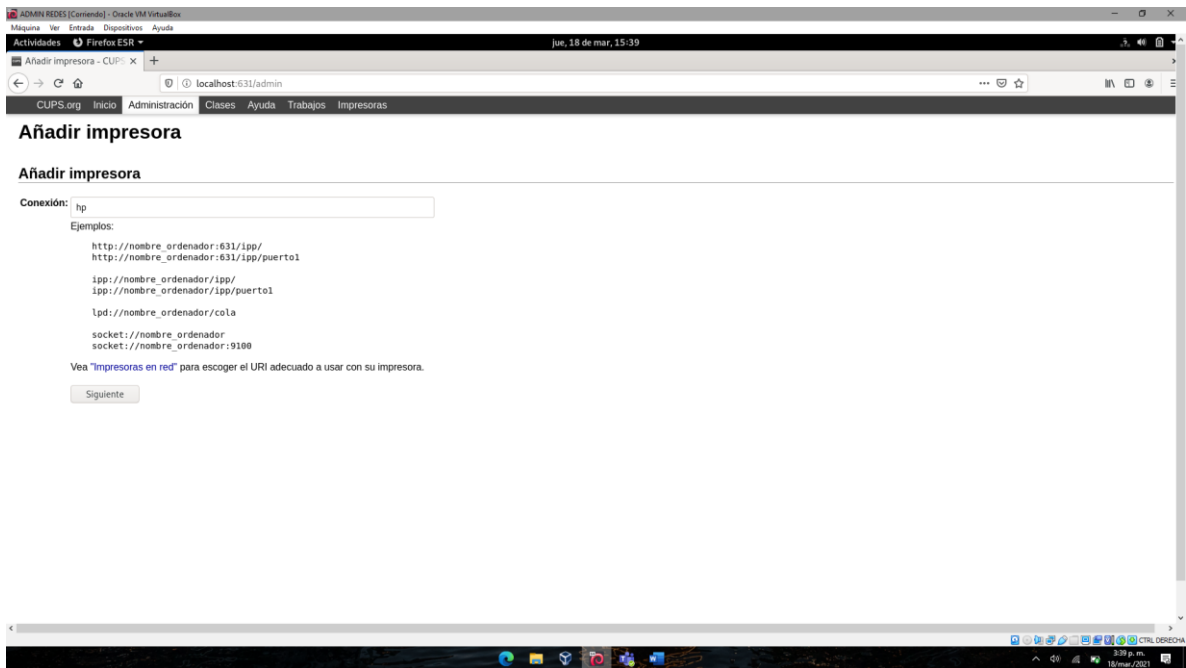 ADMIN REDES [Corriendo] - Oracle VM VirtualBox
Máquina Ver Entrada Dispositivos Ayuda
Actividades Firefox ESR jue, 18 de mar, 15:39
Añadir impresora - CUPS
localhost:631/admin
CUPS.org Inicio Administración Clases Ayuda Trabajos Impresoras
Añadir impresora
Añadir impresora
Conexión: hp
Ejemplos:
http://nombre_ordenador:631/ipp/
http://nombre_ordenador:631/ipp/puerto1
ipp://nombre_ordenador/ipp/
ipp://nombre_ordenador/ipp/puerto1
lpd://nombre_ordenador/cola
socket://nombre_ordenador
socket://nombre_ordenador:9100
Vea "Impresoras en red" para escoger el URI adecuado a usar con su impresora.
Siguiente
CTRL DERECHA
3:39 p. m.
18/mar./2021